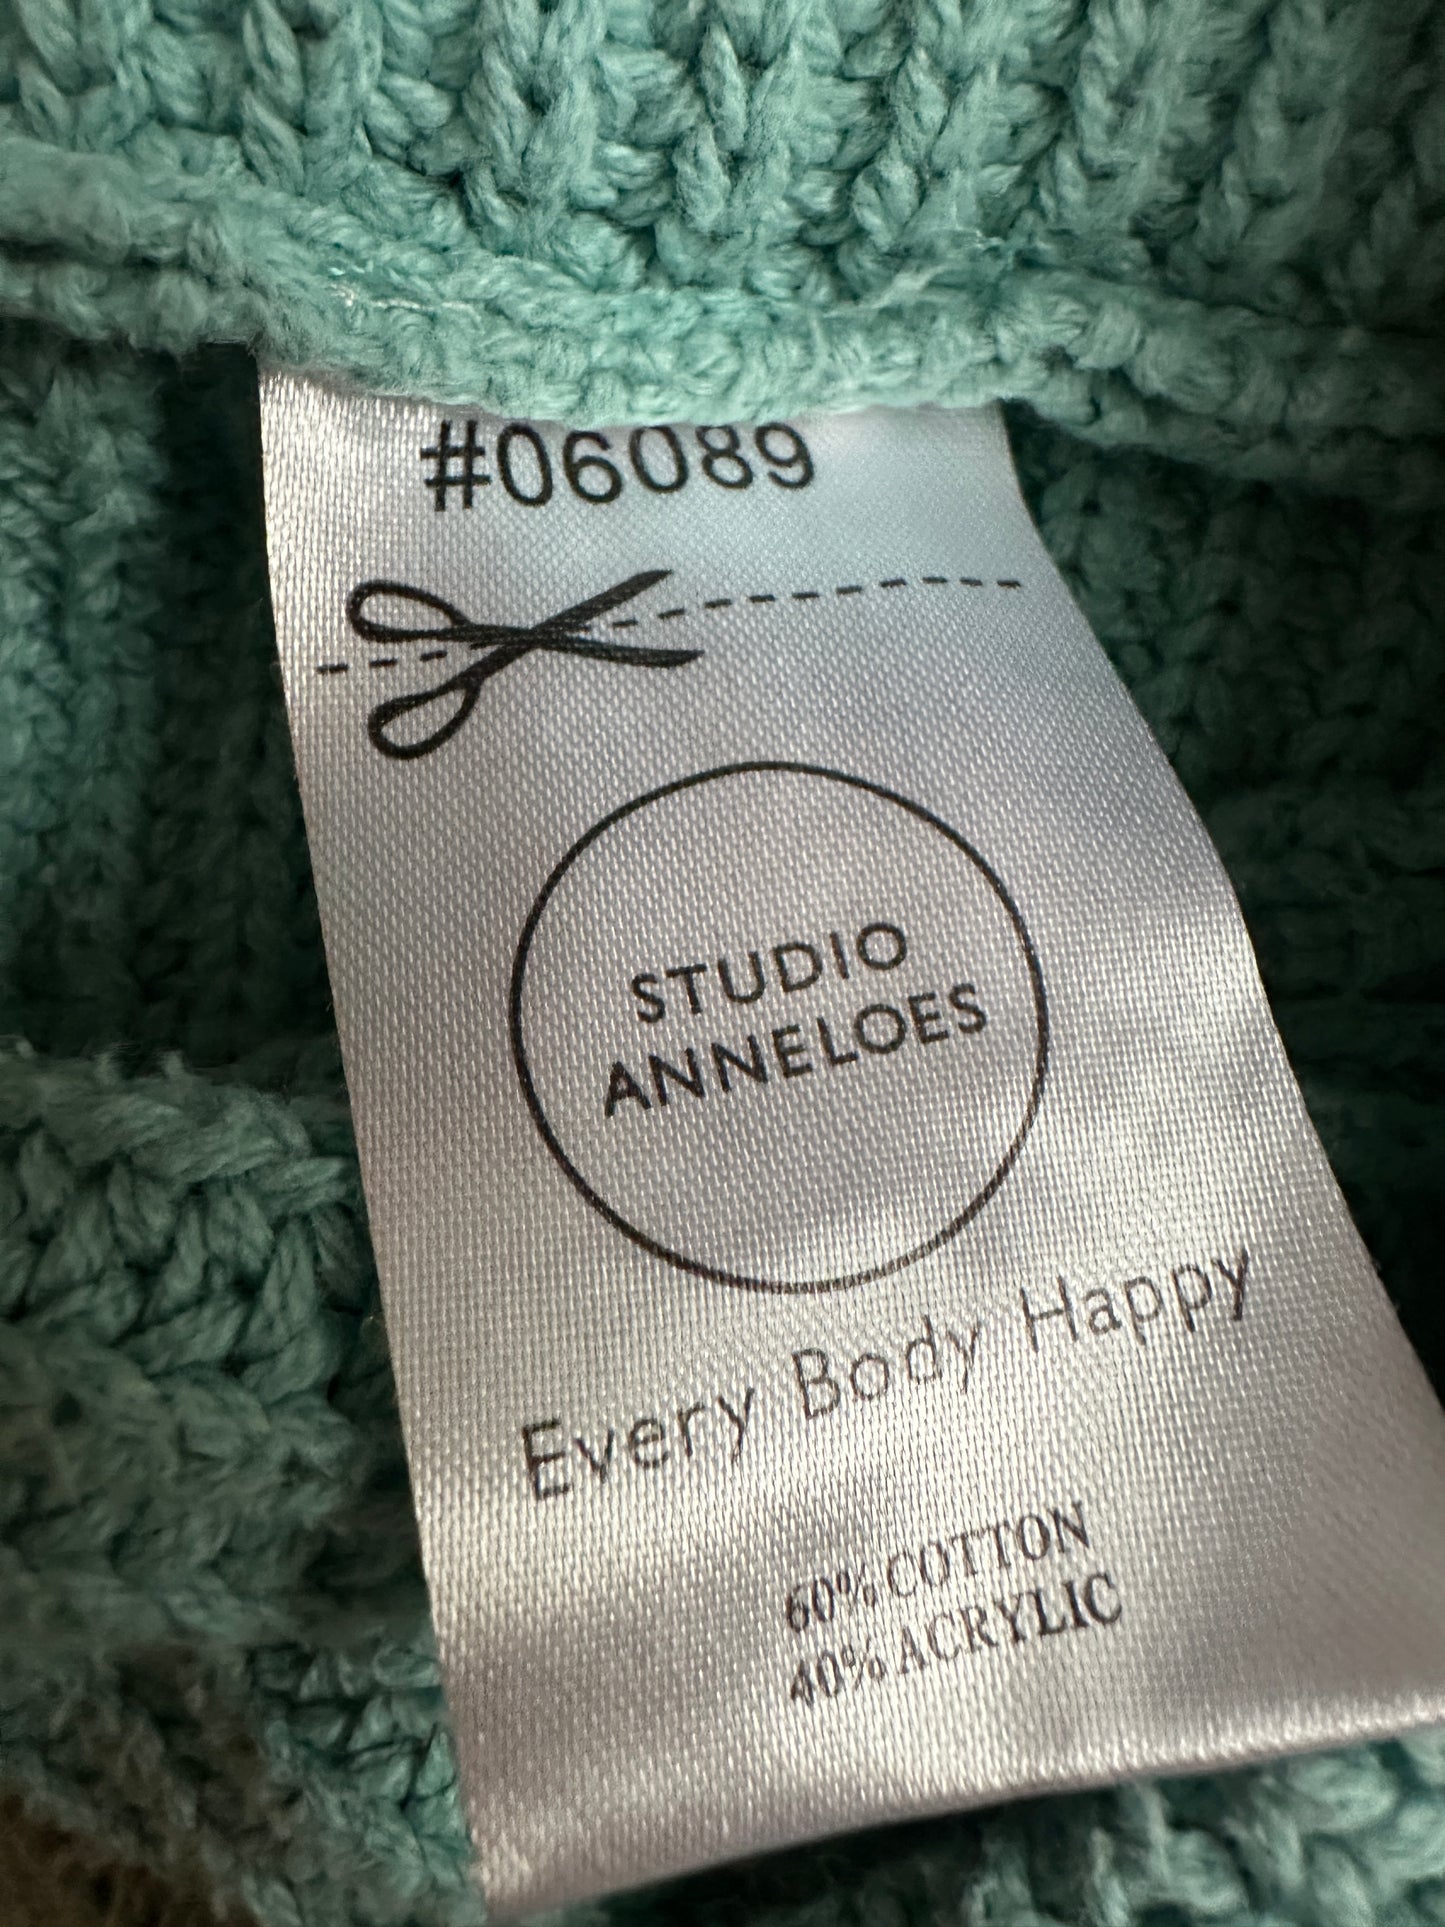 #06089
STUDIO
ANNELOES
Every Body Happy
60% COTTON
40% ACRYLIC